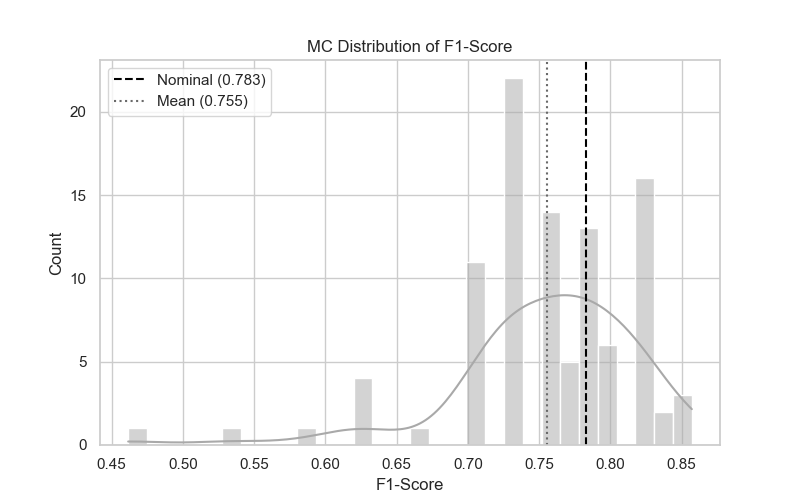 MC Distribution of F1-Score
Nominal (0.783)
Mean (0.755)
Count
20
15
10
5
0
0.45 0.50 0.55 0.60 0.65 0.70 0.75 0.80 0.85
F1-Score